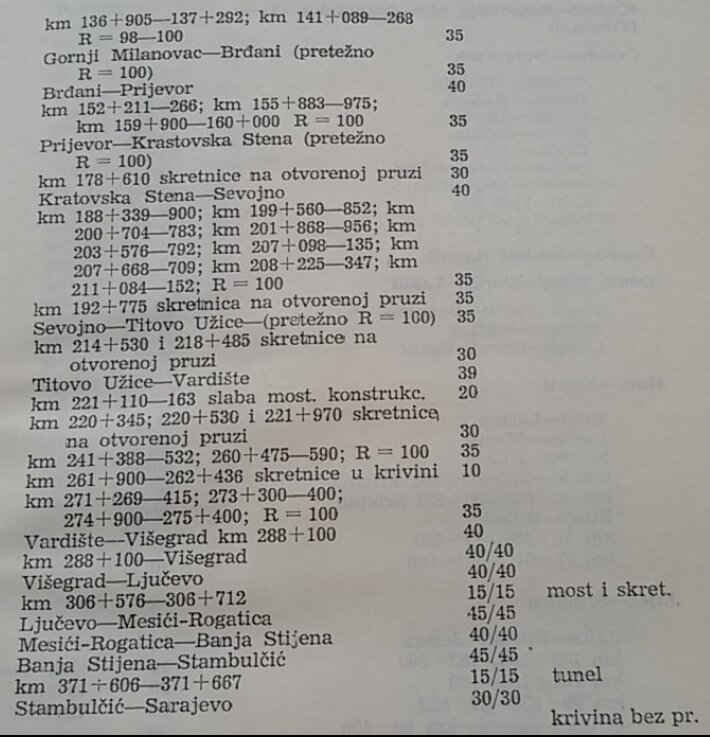 km 136+905—137+292; km 141+089—268
R = 98—100 35
Gornji Milanovac—Brđani (pretežno
R = 100) 35
Brđani—Prijevor 40
km 152+211—266; km 155+883—975;
km 159+900—160+000 R = 100 35
Prijevor—Krastovska Stena (pretežno
R = 100) 35
km 178+610 skretnice na otvorenoj pruzi 30
Kratovska Stena—Sevojno 40
km 188+339—900; km 199+560—852; km
200+704—783; km 201+868—956; km
203+576—792; km 207+098—135; km
207+668—709; km 208+225—347; km
211+084—152; R = 100 35
km 192+775 skretnica na otvorenoj pruzi 35
Sevojno—Titovo Užice—(pretežno R = 100) 35
km 214+530 i 218+485 skretnice na
otvorenoj pruzi 30
Titovo Užice—Vardište 39
km 221+110—163 slaba most. konstrukc. 20
km 220+345; 220+530 i 221+970 skretnice
na otvorenoj pruzi 30
km 241+388—532; 260+475—590; R = 100 35
km 261+900—262+436 skretnice u krivini 10
km 271+269—415; 273+300—400;
274+900—275+400; R = 100 35
Vardište—Višegrad km 288+100 40
km 288+100—Višegrad 40/40
Višegrad—Ljučevo 40/40
km 306+576—306+712 15/15 most i skret.
Ljučevo—Mesići-Rogatica 45/45
Mesići-Rogatica—Banja Stijena 40/40
Banja Stijena—Stambulčić 45/45
km 371÷606—371+667 15/15 tunel
Stambulčić—Sarajevo 30/30
krivina bez pr.